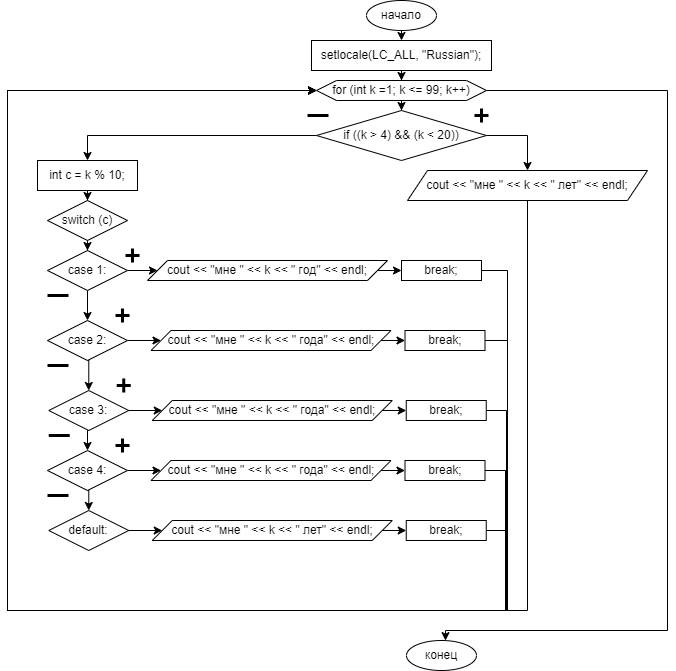 начало
setlocale(LC_ALL, "Russian");
for (int k =1; k <= 99; k++)
— +
if ((k > 4) && (k < 20))
int c = k % 10;
cout << "мне " << k << " лет" << endl;
switch (c)
+
case 1:
cout << "мне " << k << " год" << endl;
break;
—
+
case 2:
cout << "мне " << k << " года" << endl;
break;
—
+
case 3:
cout << "мне " << k << " года" << endl;
break;
—
+
case 4:
cout << "мне " << k << " года" << endl;
break;
—
default:
cout << "мне " << k << " лет" << endl;
break;
конец